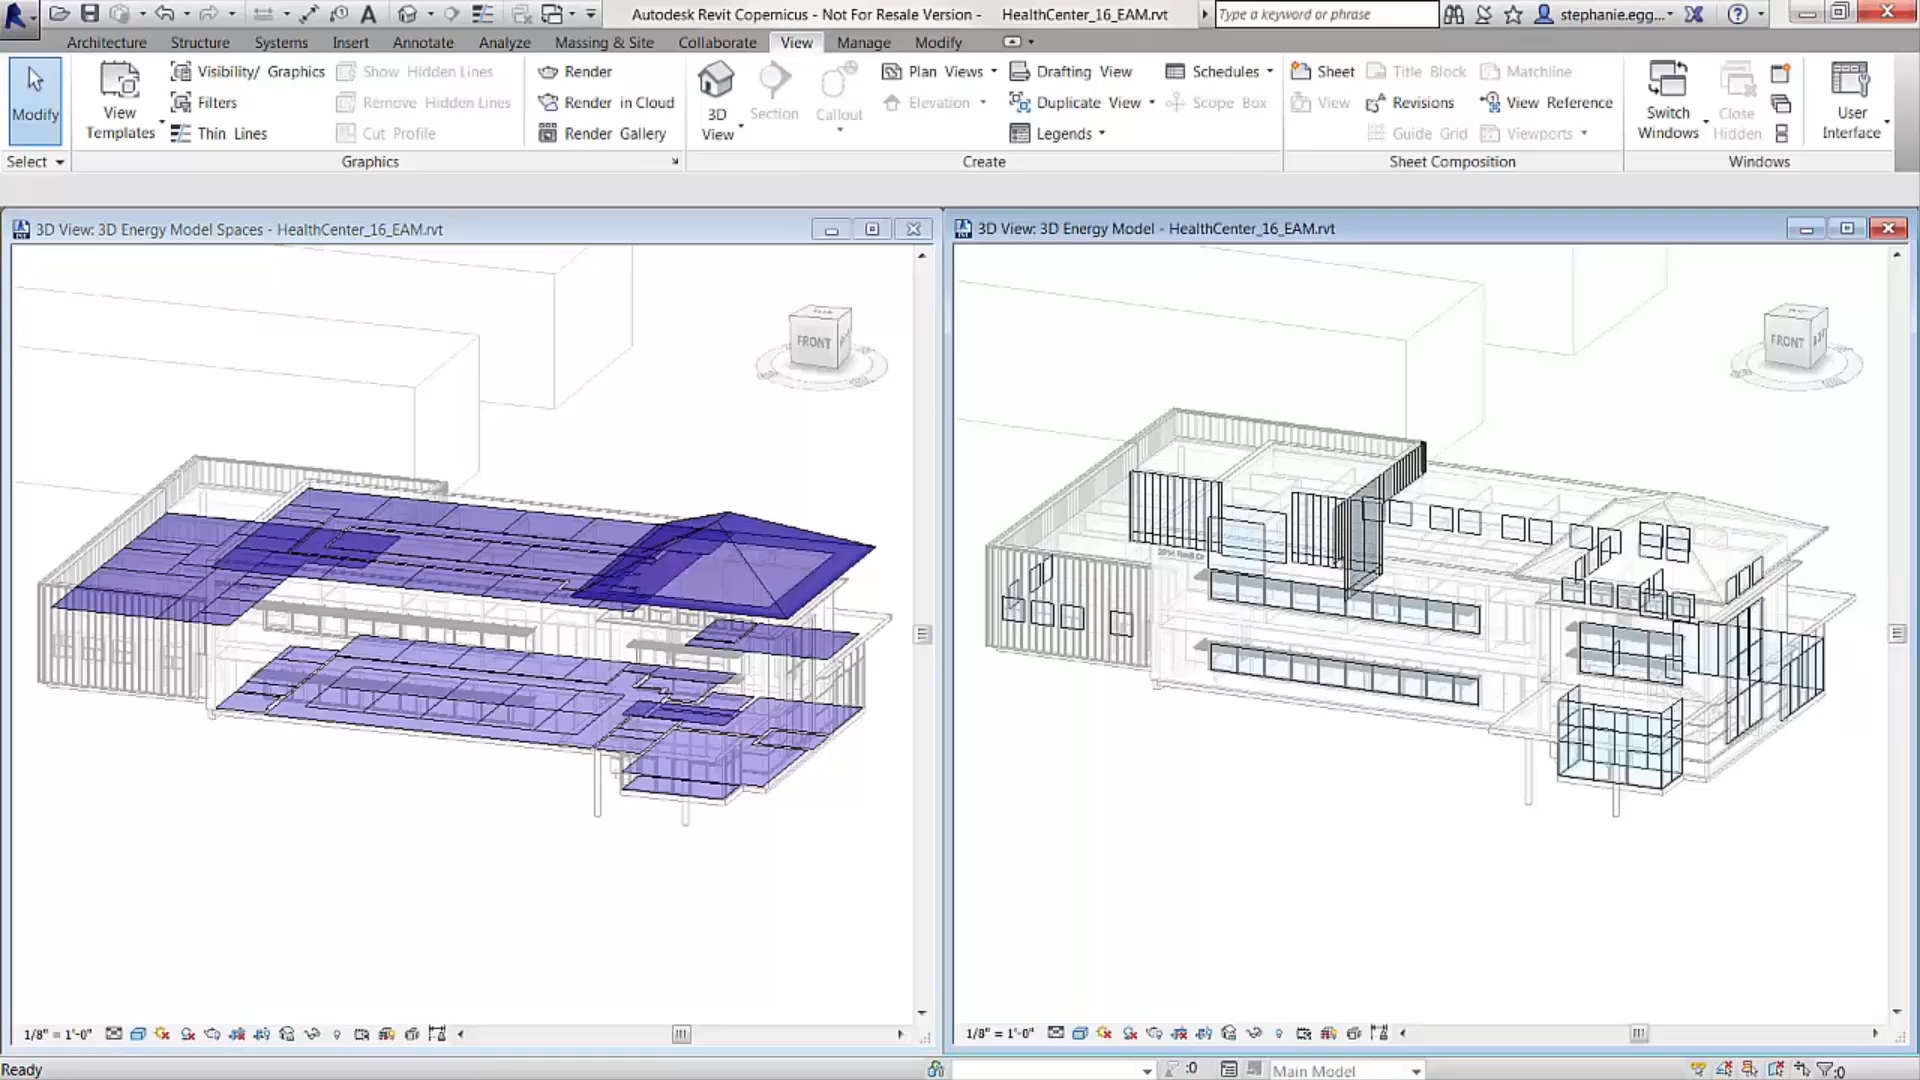 Autodesk Revit Copernicus - Not For Resale Version - HealthCenter_16_EAM.rvt
Type a keyword or phrase
stephanie.egg...
Architecture Structure Systems Insert Annotate Analyze Massing & Site Collaborate View Manage Modify
Modify
Select
View Templates
Visibility/ Graphics
Filters
Thin Lines
Show Hidden Lines
Remove Hidden Lines
Cut Profile
Graphics
Render
Render in Cloud
Render Gallery
3D View
Section
Callout
Plan Views
Elevation
Drafting View
Duplicate View
Legends
Schedules
Scope Box
Create
Sheet
View
Title Block
Revisions
Guide Grid
Matchline
View Reference
Viewports
Sheet Composition
Switch Windows
Close Hidden
User Interface
Windows
3D View: 3D Energy Model Spaces - HealthCenter_16_EAM.rvt
FRONT
1/8" = 1'-0"
3D View: 3D Energy Model - HealthCenter_16_EAM.rvt
FRONT
1/8" = 1'-0"
Ready
:0
Main Model
:0